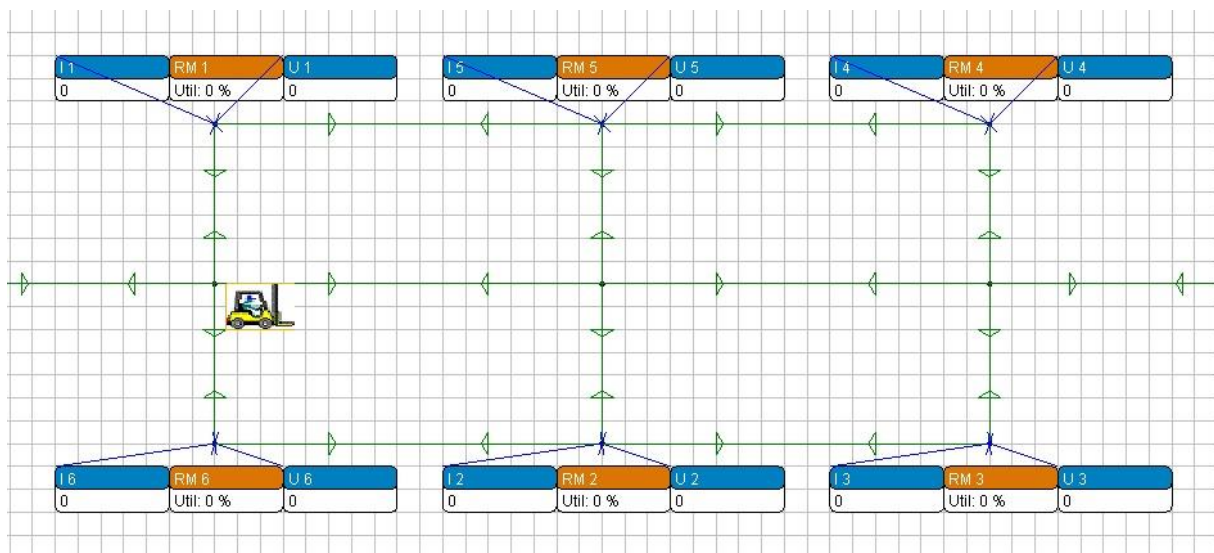 I 1 RM 1 U 1 I 5 RM 5 U 5 I 4 RM 4 U 4
0 Util: 0 % 0 0 Util: 0 % 0 0 Util: 0 % 0
I 6 RM 6 U 6 I 2 RM 2 U 2 I 3 RM 3 U 3
0 Util: 0 % 0 0 Util: 0 % 0 0 Util: 0 % 0